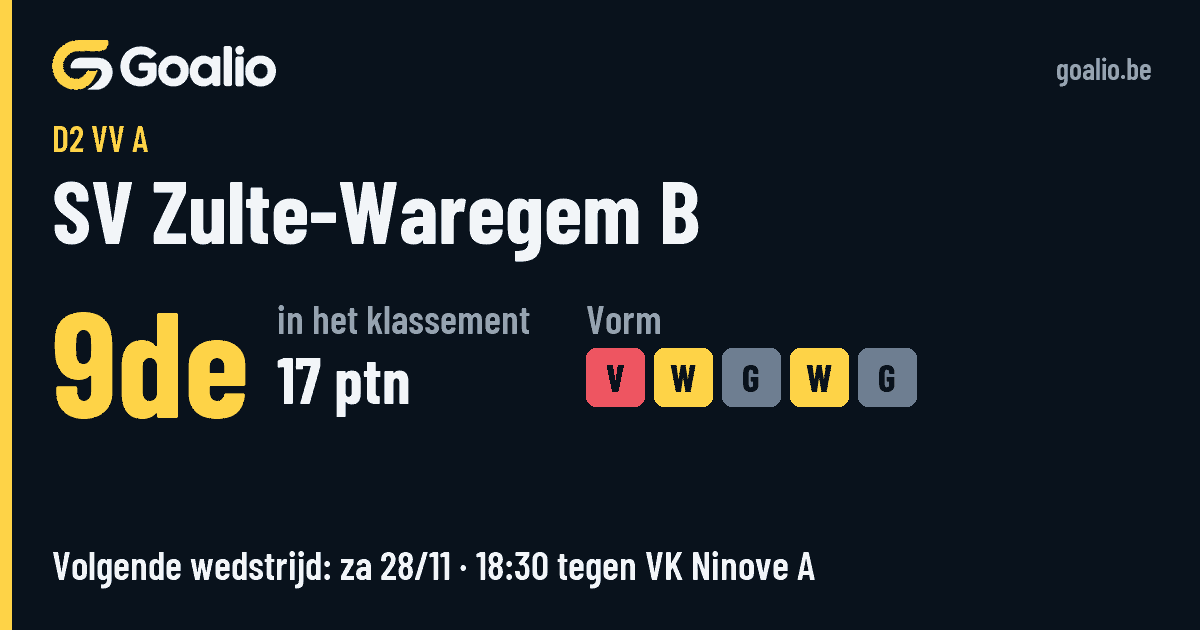 Goalio
goalio.be
D2 VV A
SV Zulte-Waregem B
9de
in het klassement
17 ptn
Vorm
V W G W G
Volgende wedstrijd: za 28/11 · 18:30 tegen VK Ninove A